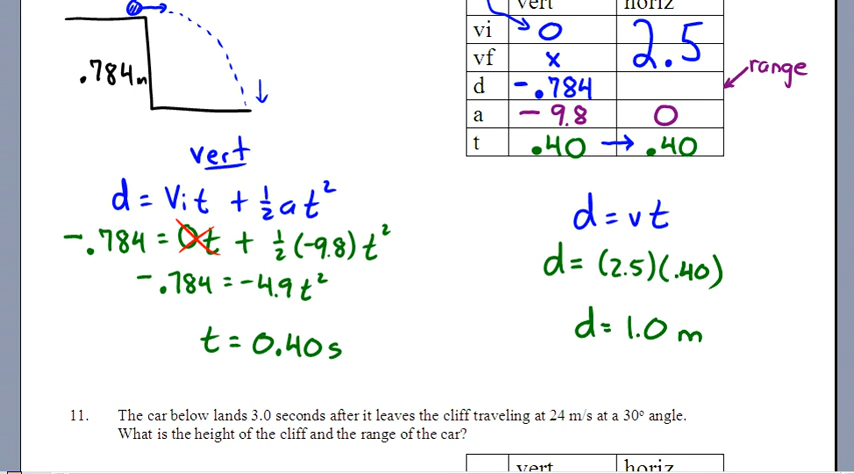 vert horiz
.784m
vi 0 2.5
vf x
d -.784
range
a -9.8 0
t .40 → .40
vert
d = Vit + ½at²
-.784 = 0t + ½(-9.8)t²
-.784 = -4.9t²
t = 0.40s
d = vt
d = (2.5)(.40)
d = 1.0 m
11. The car below lands 3.0 seconds after it leaves the cliff traveling at 24 m/s at a 30° angle.
What is the height of the cliff and the range of the car?
vert horiz